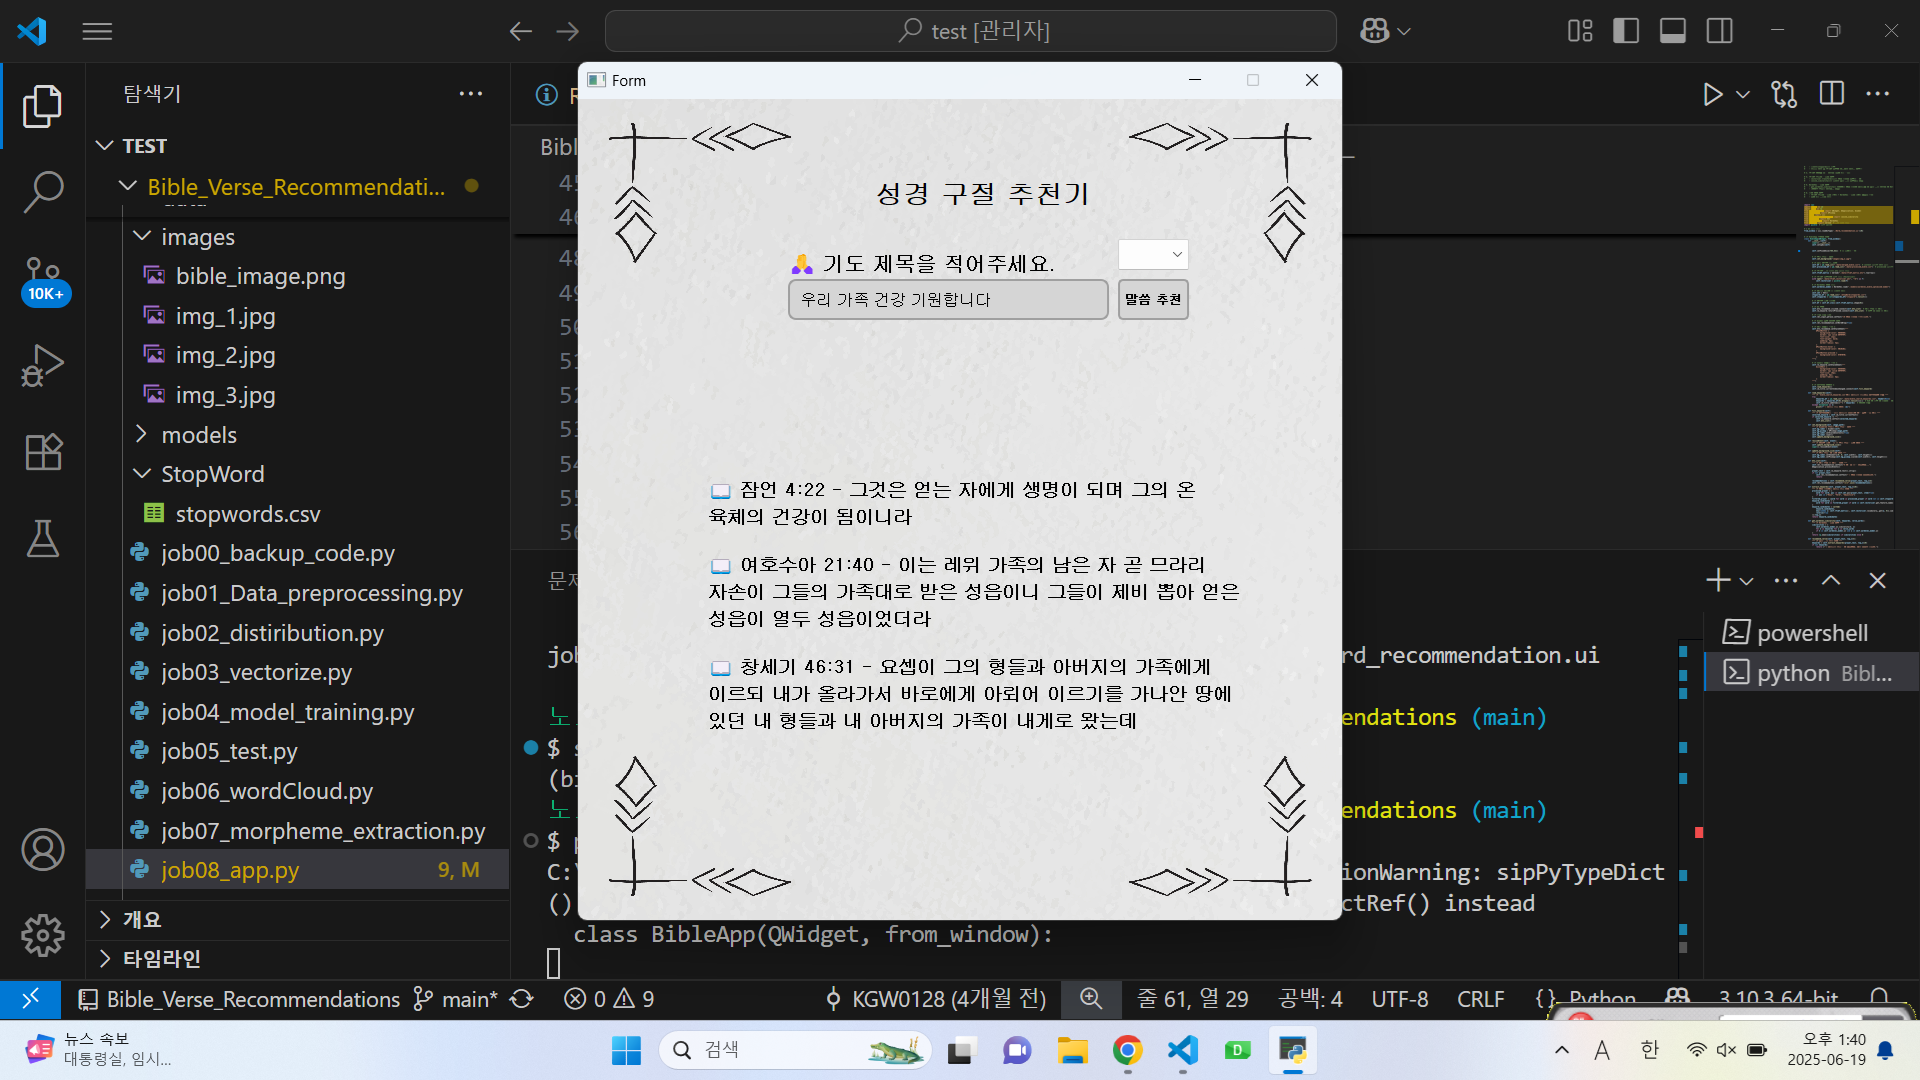 test [관리자]
탐색기
TEST
Bible_Verse_Recommendati...
images
bible_image.png
img_1.jpg
img_2.jpg
img_3.jpg
models
StopWord
stopwords.csv
job00_backup_code.py
job01_Data_preprocessing.py
job02_distiribution.py
job03_vectorize.py
job04_model_training.py
job05_test.py
job06_wordCloud.py
job07_morpheme_extraction.py
job08_app.py 9, M
개요
타임라인
10K+
Form
성경 구절 추천기
🙏 기도 제목을 적어주세요.
우리 가족 건강 기원합니다
말씀 추천
📖 잠언 4:22 - 그것은 얻는 자에게 생명이 되며 그의 온
육체의 건강이 됨이니라
📖 여호수아 21:40 - 이는 레위 가족의 남은 자 곧 므라리
자손이 그들의 가족대로 받은 성읍이니 그들이 제비 뽑아 얻은
성읍이 열두 성읍이었더라
📖 창세기 46:31 - 요셉이 그의 형들과 아버지의 가족에게
이르되 내가 올라가서 바로에게 아뢰어 이르기를 가나안 땅에
있던 내 형들과 내 아버지의 가족이 내게로 왔는데
rd_recommendation.ui
endations (main)
$
endations (main)
$
C:\ ionWarning: sipPyTypeDict
() ctRef() instead
class BibleApp(QWidget, from_window):
powershell
python Bibl...
Bible_Verse_Recommendations main* 0 9 KGW0128 (4개월 전) 줄 61, 열 29 공백: 4 UTF-8 CRLF {} Python 3.10.3 64-bit
뉴스 속보
대통령실, 임시...
검색
A 한
오후 1:40
2025-06-19